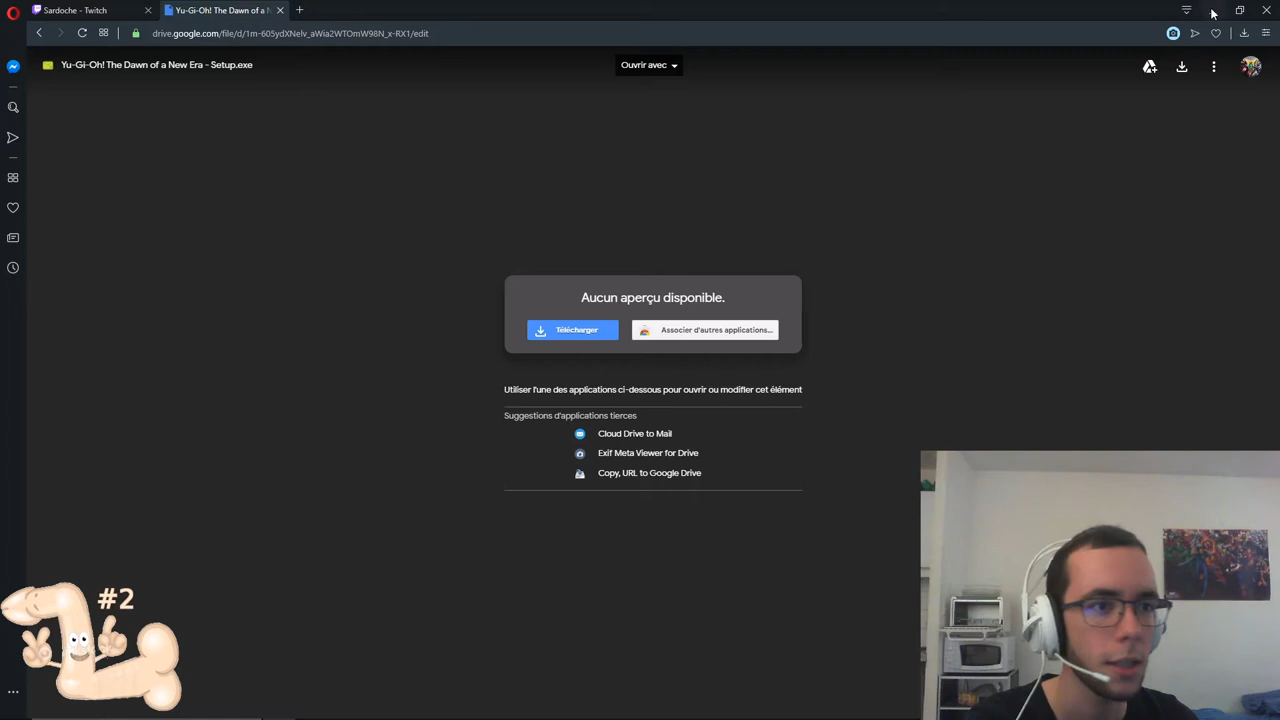 Sardoche - Twitch
Yu-Gi-Oh! The Dawn of a N
drive.google.com/file/d/1m-605ydXNelv_aWia2WTOmW98N_x-RX1/edit
Yu-Gi-Oh! The Dawn of a New Era - Setup.exe
Ouvrir avec
Aucun aperçu disponible.
Télécharger
Associer d'autres applications...
Utiliser l'une des applications ci-dessous pour ouvrir ou modifier cet élément
Suggestions d'applications tierces
Cloud Drive to Mail
Exif Meta Viewer for Drive
Copy, URL to Google Drive
#2